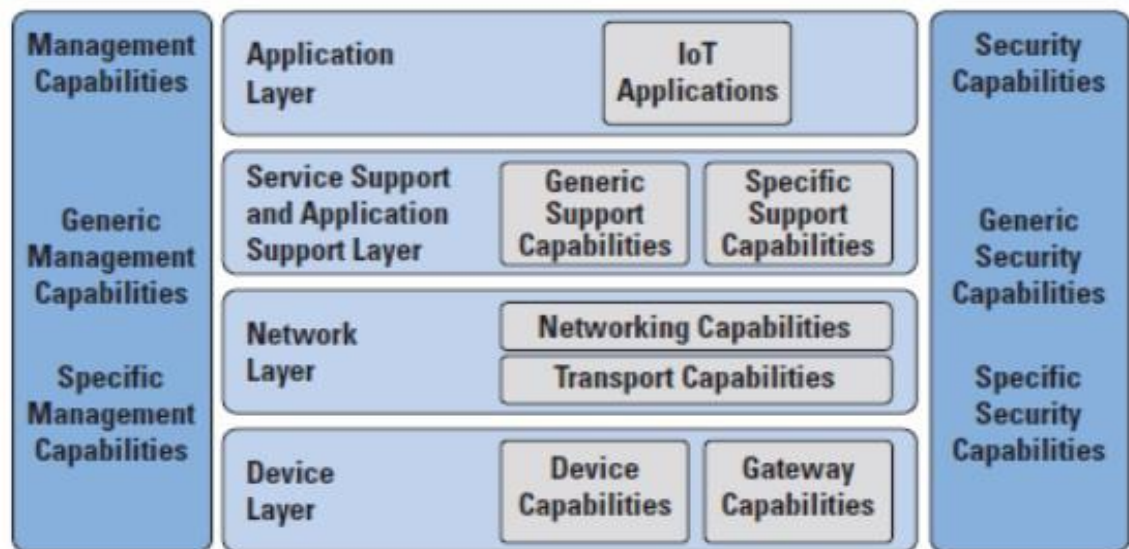 Management
Capabilities
Generic
Management
Capabilities
Specific
Management
Capabilities
Application
Layer
IoT
Applications
Service Support
and Application
Support Layer
Generic
Support
Capabilities
Specific
Support
Capabilities
Network
Layer
Networking Capabilities
Transport Capabilities
Device
Layer
Device
Capabilities
Gateway
Capabilities
Security
Capabilities
Generic
Security
Capabilities
Specific
Security
Capabilities